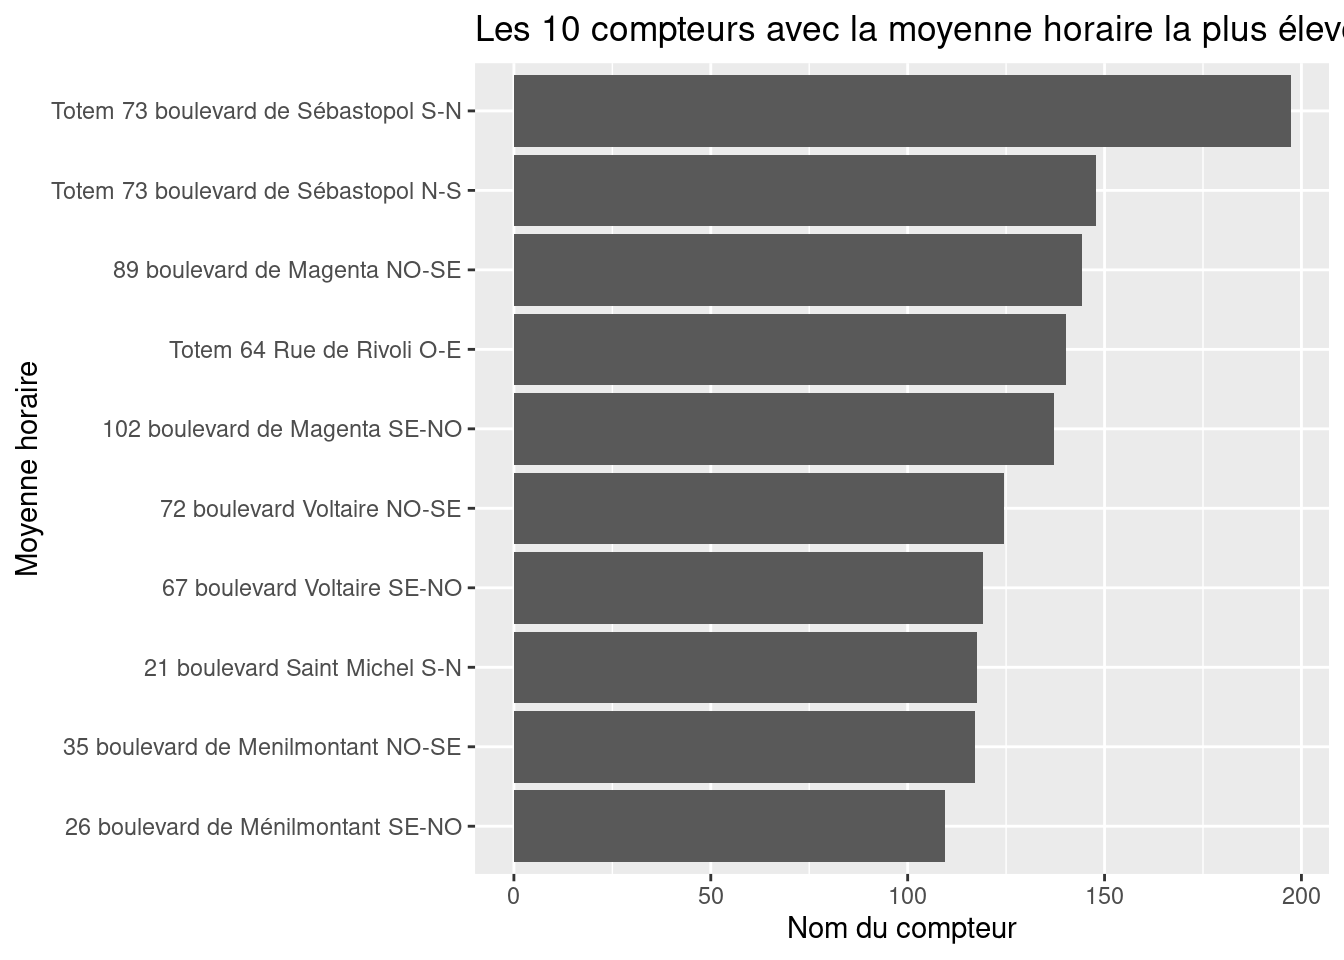 Les 10 compteurs avec la moyenne horaire la plus élev
Totem 73 boulevard de Sébastopol S-N
Totem 73 boulevard de Sébastopol N-S
89 boulevard de Magenta NO-SE
Totem 64 Rue de Rivoli O-E
102 boulevard de Magenta SE-NO
72 boulevard Voltaire NO-SE
67 boulevard Voltaire SE-NO
21 boulevard Saint Michel S-N
35 boulevard de Menilmontant NO-SE
26 boulevard de Ménilmontant SE-NO
Moyenne horaire
0 50 100 150 200
Nom du compteur